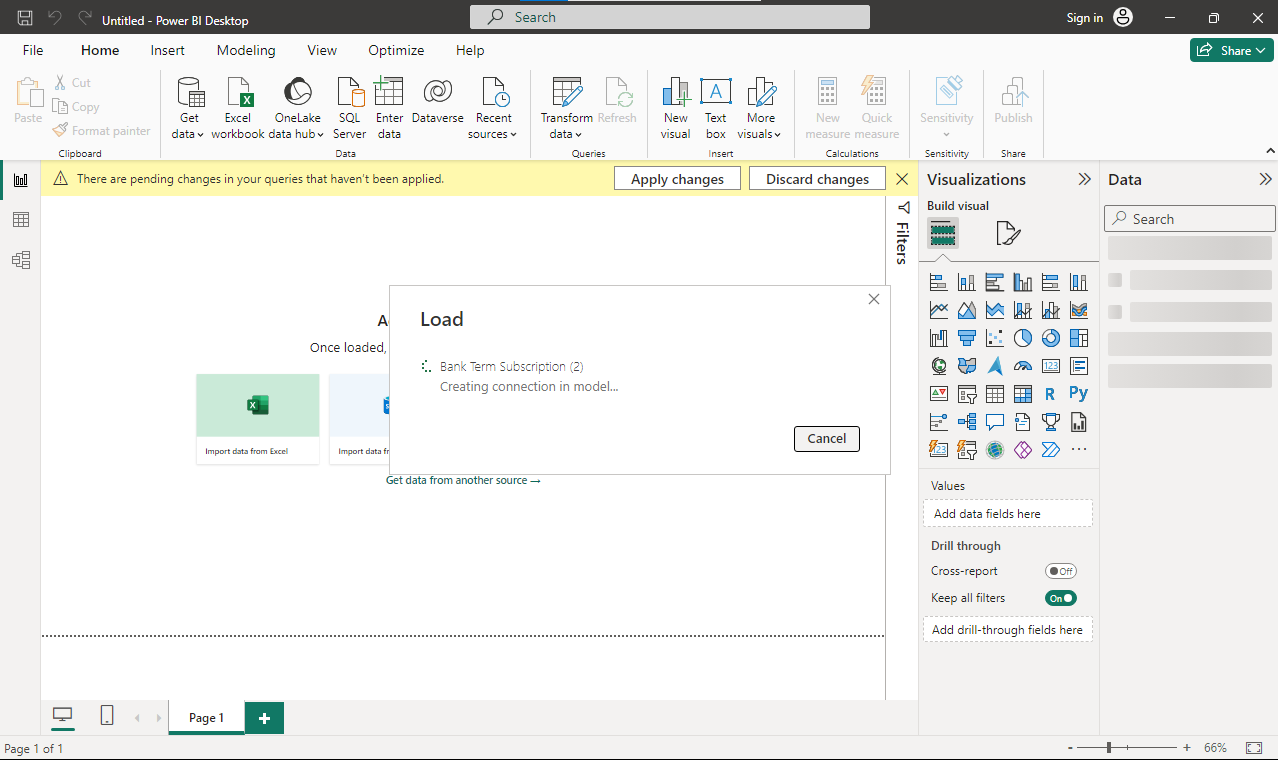 Untitled - Power BI Desktop
Search
Sign in
File Home Insert Modeling View Optimize Help
Share
Paste
Cut
Copy
Format painter
Clipboard
Get data
Excel workbook
OneLake data hub
SQL Server
Enter data
Dataverse
Recent sources
Data
Transform data
Refresh
Queries
New visual
Text box
More visuals
Insert
New measure
Quick measure
Calculations
Sensitivity
Sensitivity
Publish
Share
There are pending changes in your queries that haven't been applied.
Apply changes
Discard changes
Filters
Once loaded,
Import data from Excel
Get data from another source →
Load
Bank Term Subscription (2)
Creating connection in model...
Cancel
Visualizations
Build visual
R
Py
123
123
Values
Add data fields here
Drill through
Cross-report
Off
Keep all filters
On
Add drill-through fields here
Data
Search
Page 1
Page 1 of 1
- + 66%